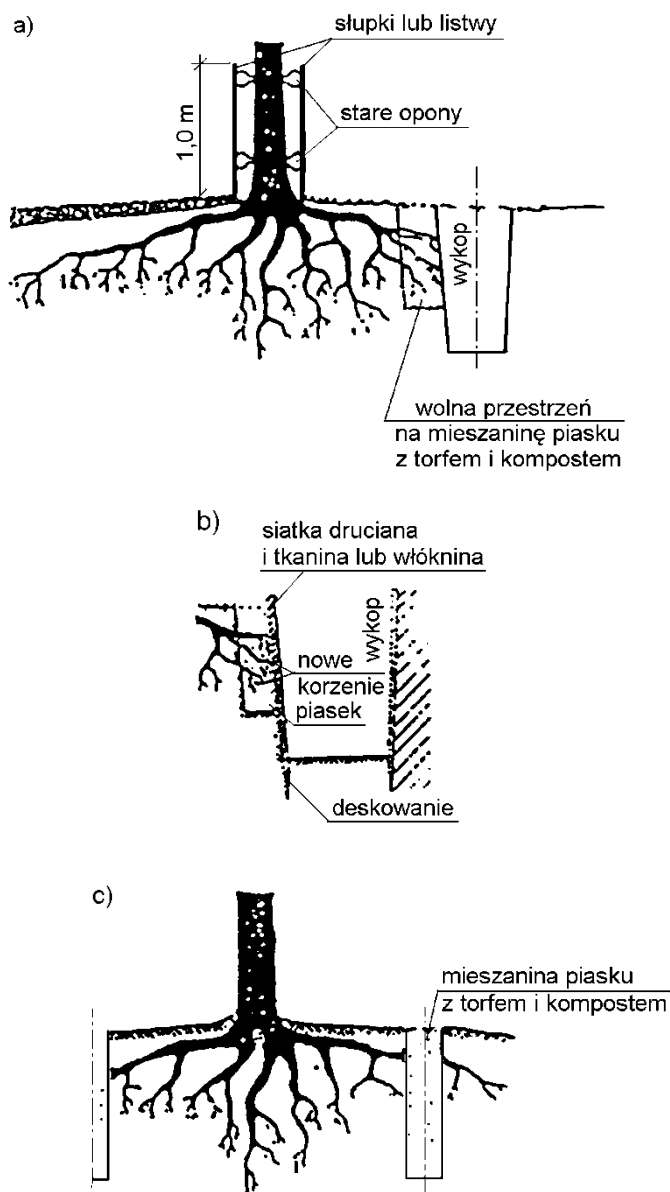 a)
słupki lub listwy
stare opony
1,0 m
wykop
wolna przestrzeń
na mieszaninę piasku
z torfem i kompostem
b)
siatka druciana
i tkanina lub włóknina
wykop
nowe
korzenie
piasek
deskowanie
c)
mieszanina piasku
z torfem i kompostem